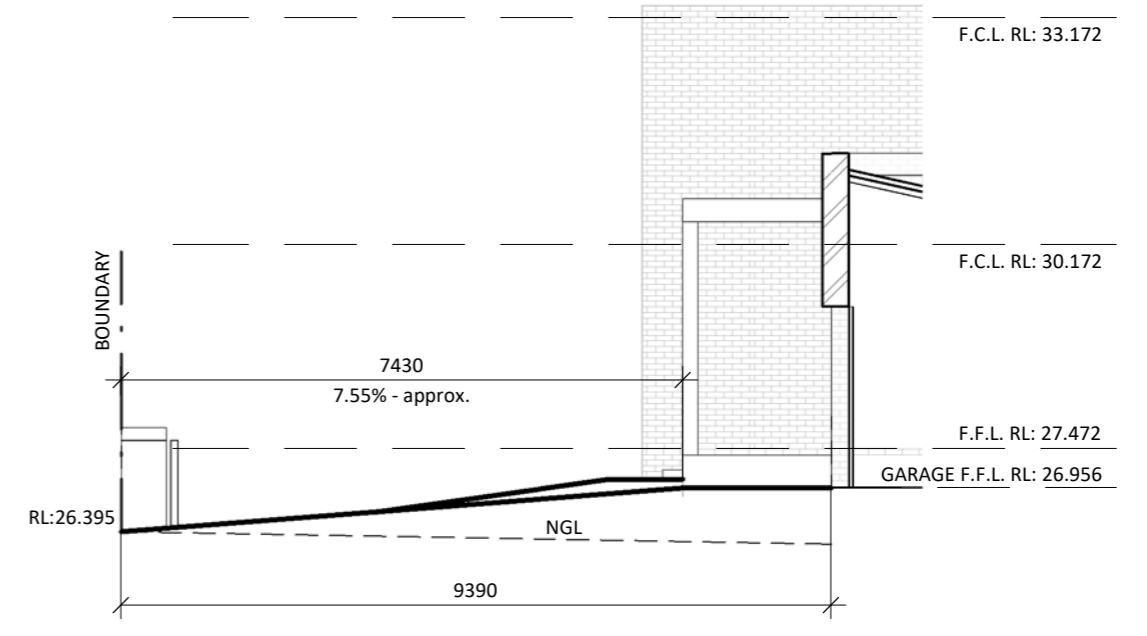 F.C.L. RL: 33.172
BOUNDARY
F.C.L. RL: 30.172
7430
7.55% - approx.
F.F.L. RL: 27.472
GARAGE F.F.L. RL: 26.956
RL:26.395
NGL
9390